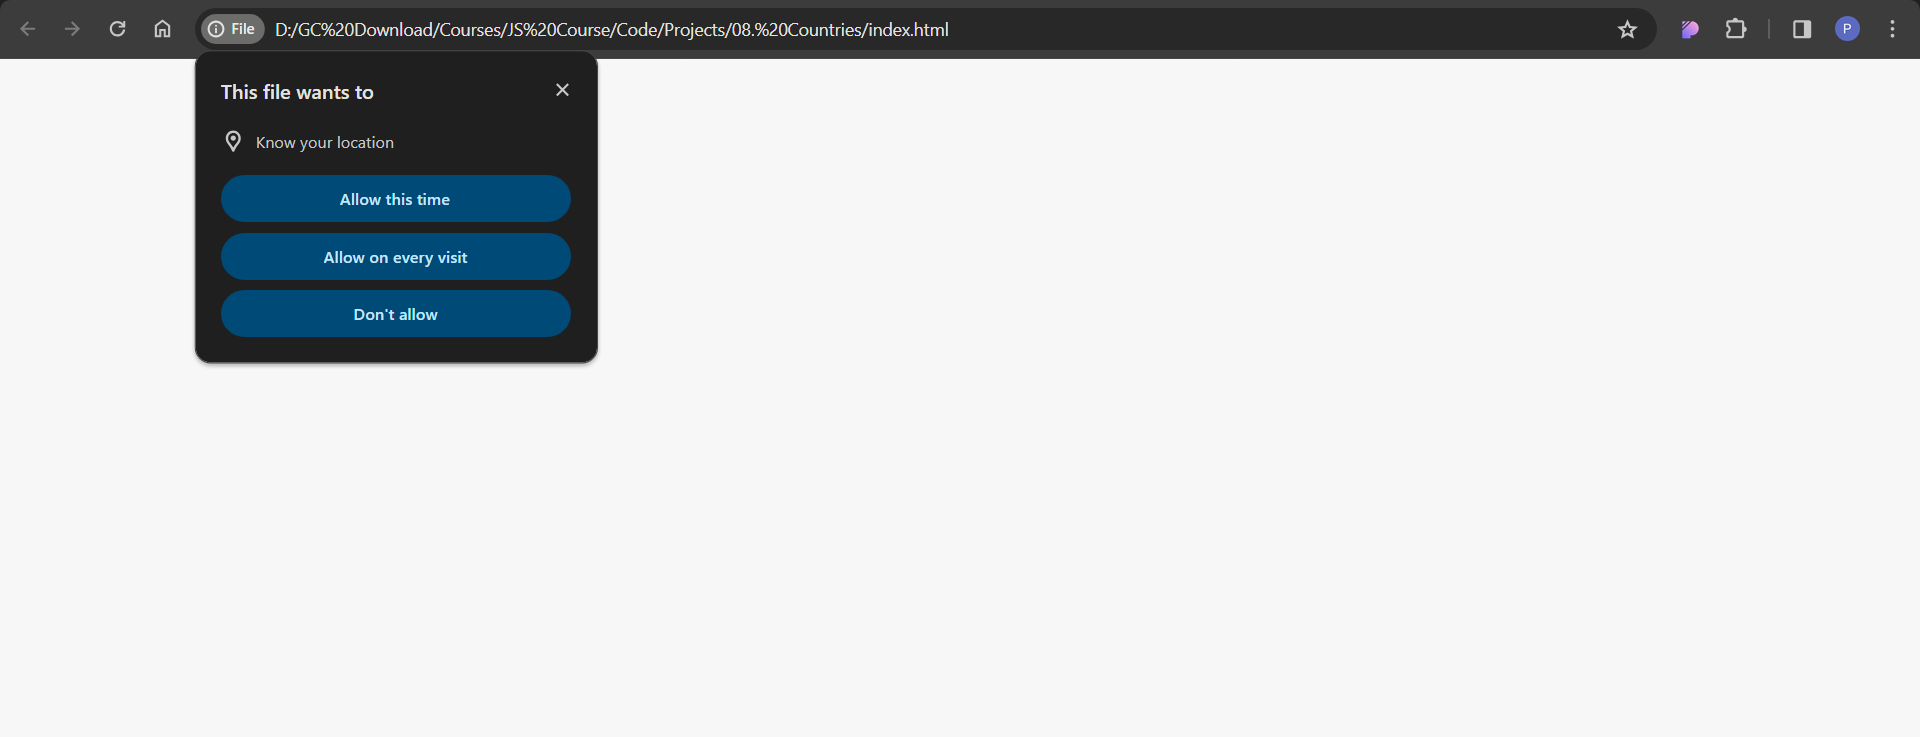 File D:/GC%20Download/Courses/JS%20Course/Code/Projects/08.%20Countries/index.html P
This file wants to
Know your location
Allow this time
Allow on every visit
Don't allow